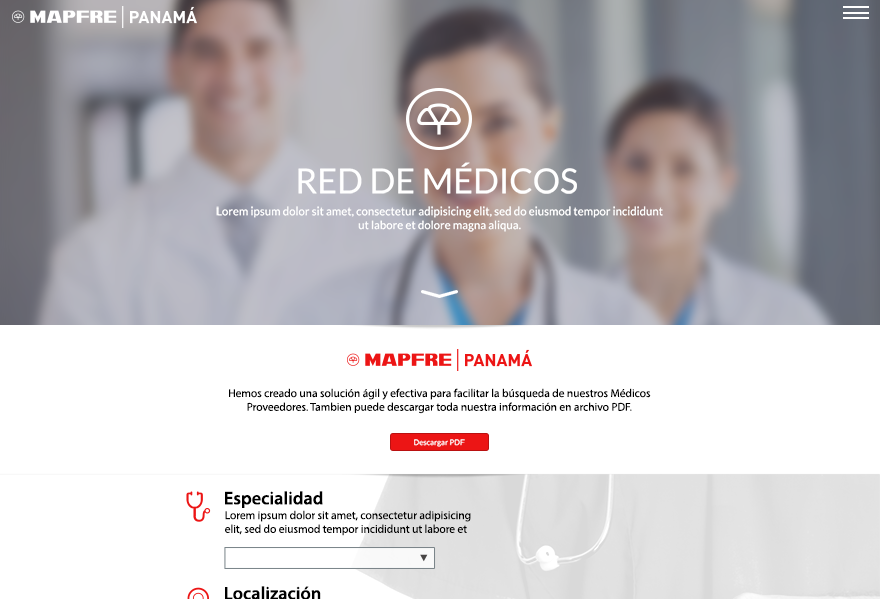 MAPFRE | PANAMÁ
RED DE MÉDICOS
Lorem ipsum dolor sit amet, consectetur adipisicing elit, sed do eiusmod tempor incididunt
ut labore et dolore magna aliqua.
MAPFRE | PANAMÁ
Hemos creado una solución ágil y efectiva para facilitar la búsqueda de nuestros Médicos
Proveedores. Tambien puede descargar toda nuestra información en archivo PDF.
Descargar PDF
Especialidad
Lorem ipsum dolor sit amet, consectetur adipisicing
elit, sed do eiusmod tempor incididunt ut labore et
Localización